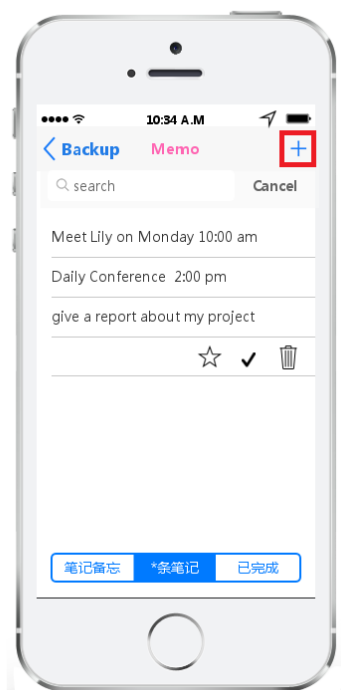 10:34 A.M
Backup Memo +
search Cancel
Meet Lily on Monday 10:00 am
Daily Conference 2:00 pm
give a report about my project
笔记备忘 *条笔记 已完成